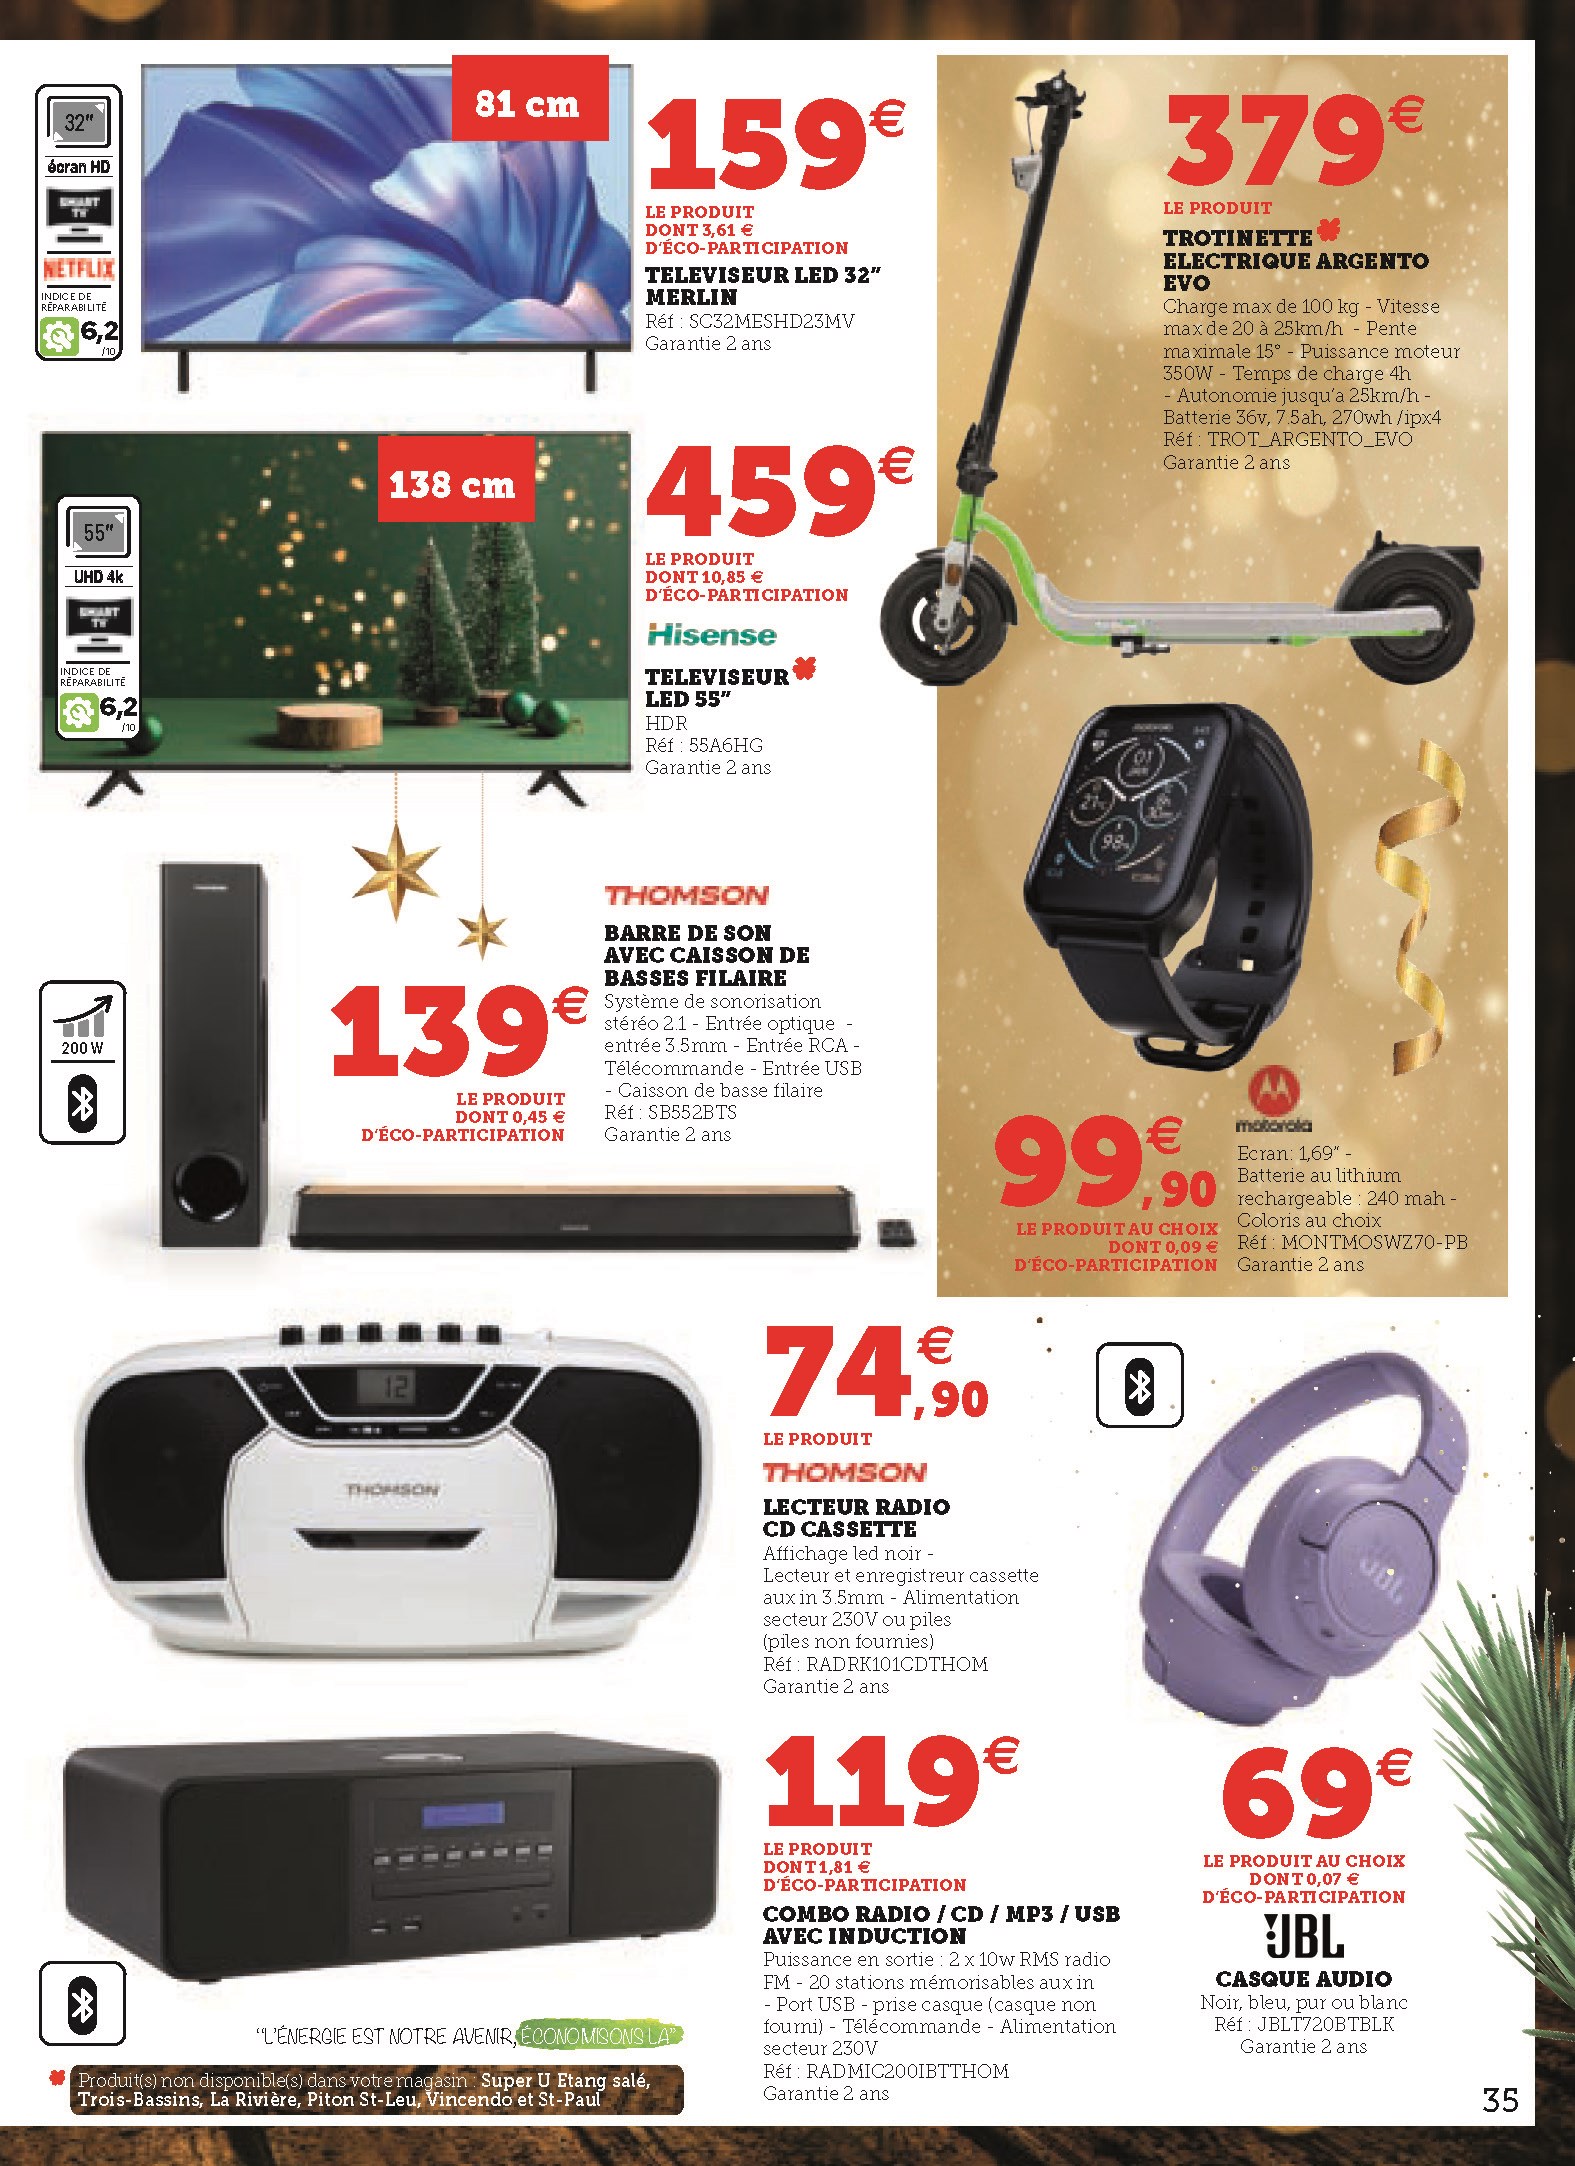 81 cm
32"
écran HD
SMART
TV
NETFLIX
INDICE DE
RÉPARABILITÉ
6,2
/10
159€
LE PRODUIT
DONT 3,61 €
D'ÉCO-PARTICIPATION
TELEVISEUR LED 32"
MERLIN
Réf : SC32MESHD23MV
Garantie 2 ans
379€
LE PRODUIT
TROTINETTE
ELECTRIQUE ARGENTO
EVO
Charge max de 100 kg - Vitesse
max de 20 à 25km/h - Pente
maximale 15° - Puissance moteur
350W - Temps de charge 4h
- Autonomie jusqu'a 25km/h -
Batterie 36v, 7.5ah, 270wh /ipx4
Réf : TROT_ARGENTO_EVO
Garantie 2 ans
138 cm
55"
UHD 4k
SMART
TV
INDICE DE
RÉPARABILITÉ
6,2
/10
459€
LE PRODUIT
DONT 10,85 €
D'ÉCO-PARTICIPATION
Hisense
TELEVISEUR
LED 55"
HDR
Réf : 55A6HG
Garantie 2 ans
200 W
139€
LE PRODUIT
DONT 0,45 €
D'ÉCO-PARTICIPATION
THOMSON
BARRE DE SON
AVEC CAISSON DE
BASSES FILAIRE
Système de sonorisation
stéréo 2.1 - Entrée optique -
entrée 3.5mm - Entrée RCA -
Télécommande - Entrée USB
- Caisson de basse filaire
Réf : SB552BTS
Garantie 2 ans
99€,90
LE PRODUIT AU CHOIX
DONT 0,09 €
D'ÉCO-PARTICIPATION
motorola
Ecran: 1,69" -
Batterie au lithium
rechargeable : 240 mah -
Coloris au choix
Réf : MONTMOSWZ70-PB
Garantie 2 ans
12
THOMSON
74€,90
LE PRODUIT
THOMSON
LECTEUR RADIO
CD CASSETTE
Affichage led noir -
Lecteur et enregistreur cassette
aux in 3.5mm - Alimentation
secteur 230V ou piles
(piles non fournies)
Réf : RADRK101CDTHOM
Garantie 2 ans
JBL
119€
LE PRODUIT
DONT 1,81 €
D'ÉCO-PARTICIPATION
COMBO RADIO / CD / MP3 / USB
AVEC INDUCTION
Puissance en sortie : 2 x 10w RMS radio
FM - 20 stations mémorisables aux in
- Port USB - prise casque (casque non
fourni) - Télécommande - Alimentation
secteur 230V
Réf : RADMIC200IBTTHOM
Garantie 2 ans
69€
LE PRODUIT AU CHOIX
DONT 0,07 €
D'ÉCO-PARTICIPATION
JBL
CASQUE AUDIO
Noir, bleu, pur ou blanc
Réf : JBLT720BTBLK
Garantie 2 ans
"L'ÉNERGIE EST NOTRE AVENIR, ÉCONOMISONS LA"
Produit(s) non disponible(s) dans votre magasin : Super U Etang salé,
Trois-Bassins, La Rivière, Piton St-Leu, Vincendo et St-Paul
35